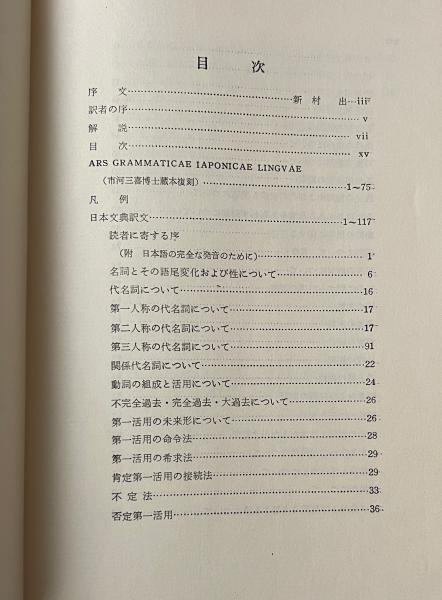 目次
序文……新村出…iii
訳者の序……v
解説……vii
目次……xv
ARS GRAMMATICAE IAPONICAE LINGVAE
(市河三喜博士蔵本復刻)……1~75
凡例
日本文典訳文……1~117
読者に寄する序
(附 日本語の完全な発音のために)……1
名詞とその語尾変化および性について……6
代名詞について……16
第一人称の代名詞について……17
第二人称の代名詞について……17
第三人称の代名詞について……91
関係代名詞について……22
動詞の組成と活用について……24
不完全過去・完全過去・大過去について……26
第一活用の未来形について……26
第一活用の命令法……28
第一活用の希求法……29
肯定第一活用の接続法……29
不定法……33
否定第一活用……36